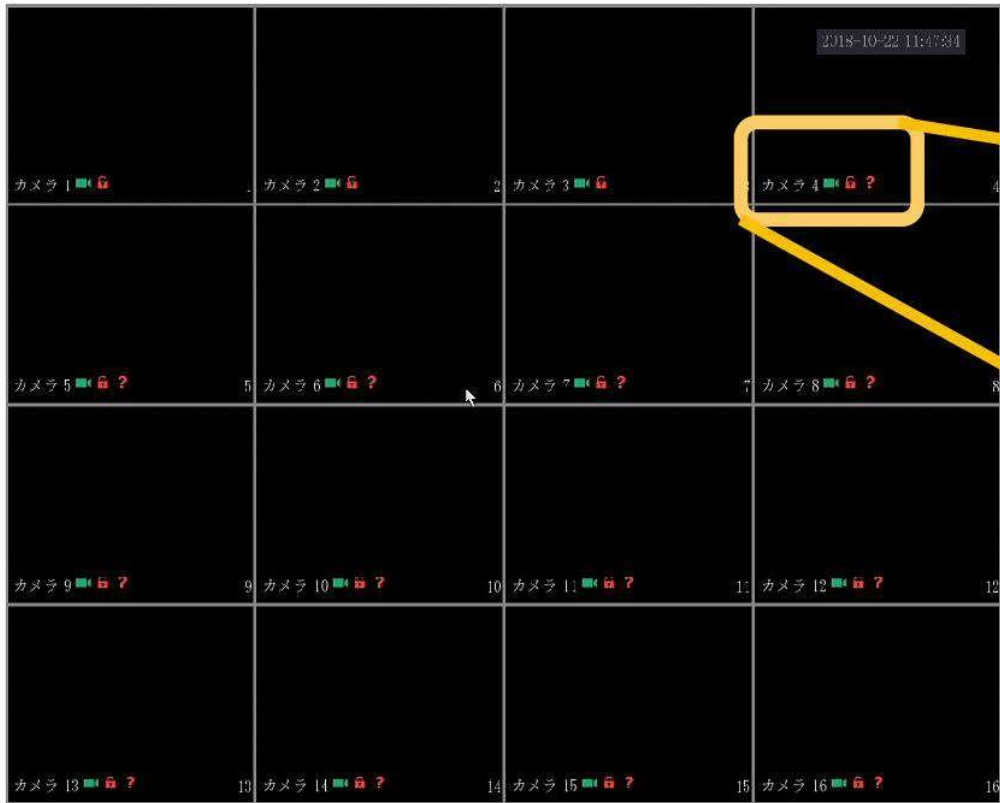 2018-10-22 11:47:34
カメラ 1 1
カメラ 2 ? 2
カメラ 3 3
カメラ 4 ? 4
カメラ 5 ? 5
カメラ 6 ? 6
カメラ 7 ? 7
カメラ 8 ? 8
カメラ 9 ? 9
カメラ 10 ? 10
カメラ 11 ? 11
カメラ 12 ? 12
カメラ 13 ? 13
カメラ 14 ? 14
カメラ 15 ? 15
カメラ 16 ? 16